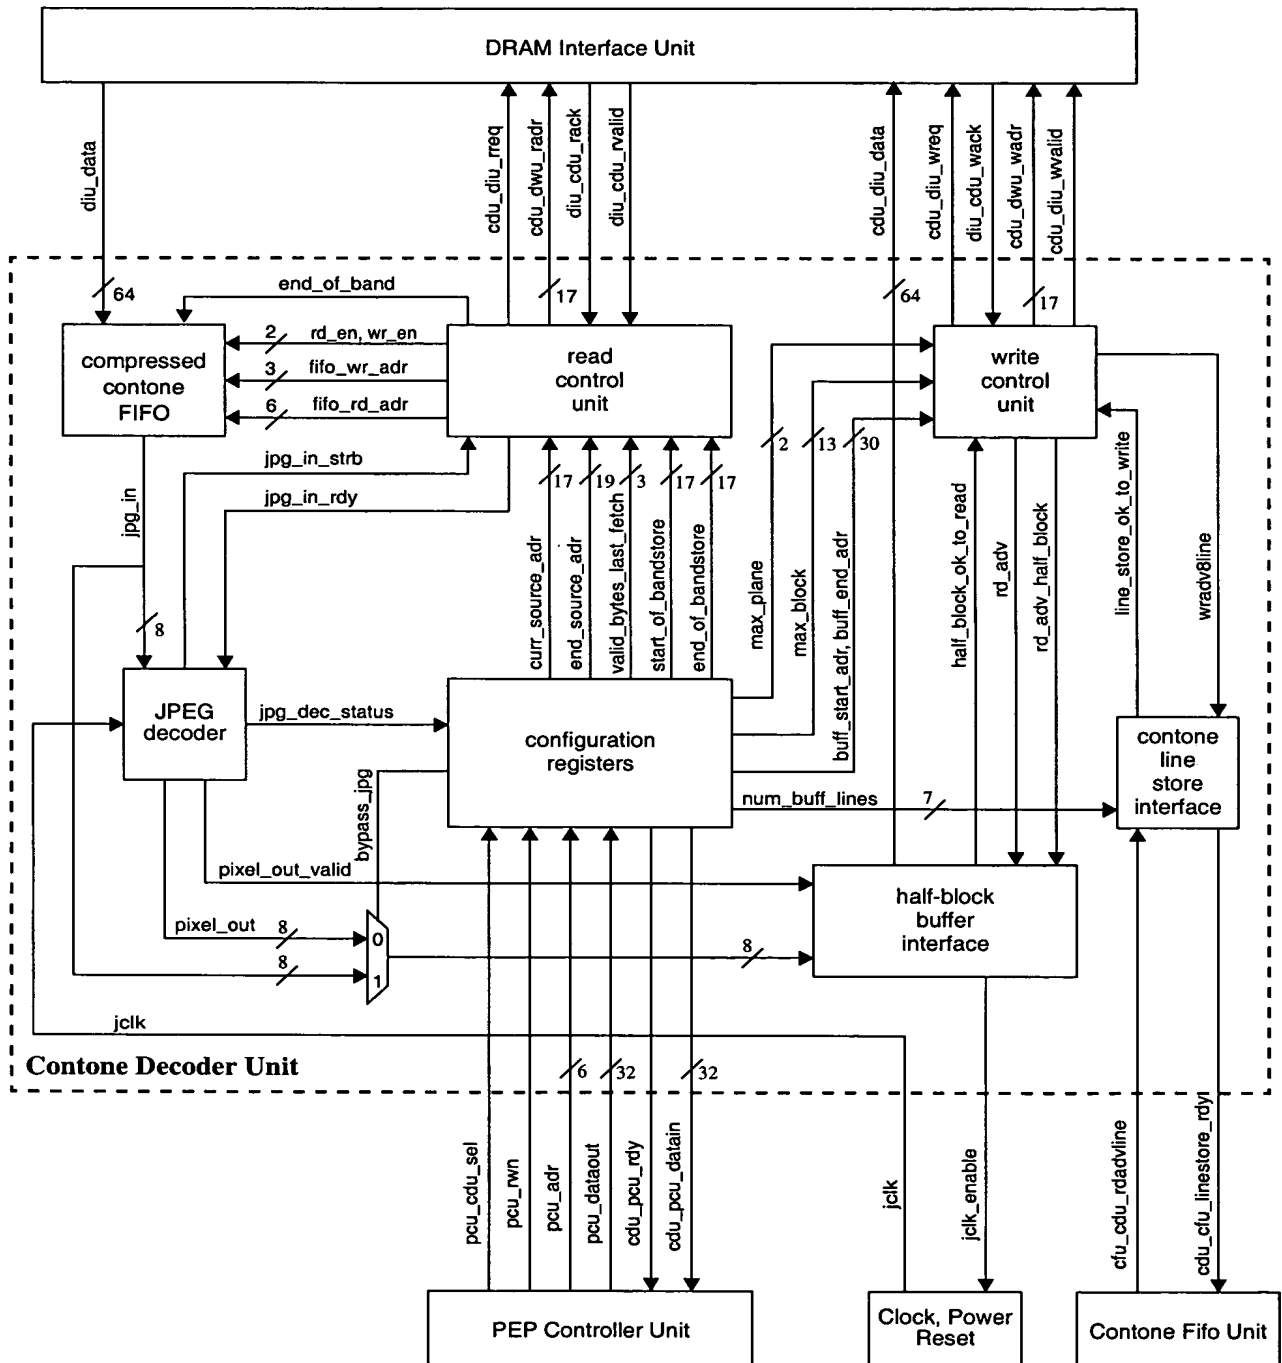 DRAM Interface Unit
diu_data
cdu_diu_rreq
cdu_dwu_radr
diu_cdu_rack
diu_cdu_rvalid
cdu_diu_data
cdu_diu_wreq
diu_cdu_wack
cdu_dwu_wadr
cdu_diu_wvalid
64
end_of_band
17
64
17
compressed
contone
FIFO
2
rd_en, wr_en
3
fifo_wr_adr
6
fifo_rd_adr
read
control
unit
write
control
unit
jpg_in_strb
jpg_in_rdy
jpg_in
8
17
19
3
17
17
2
13
30
curr_source_adr
end_source_adr
valid_bytes_last_fetch
start_of_bandstore
end_of_bandstore
max_plane
max_block
buff_start_adr, buff_end_adr
half_block_ok_to_read
rd_adv
rd_adv_half_block
line_store_ok_to_write
wradv8line
JPEG
decoder
jpg_dec_status
configuration
registers
contone
line
store
interface
bypass_jpg
num_buff_lines
7
pixel_out_valid
pixel_out
8
0
8
1
8
half-block
buffer
interface
jclk
Contone Decoder Unit
6
32
32
pcu_cdu_sel
pcu_rwn
pcu_adr
pcu_dataout
cdu_pcu_rdy
cdu_pcu_datain
jclk
jclk_enable
cfu_cdu_rdadvline
cdu_cfu_linestore_rdy
PEP Controller Unit
Clock, Power
Reset
Contone Fifo Unit